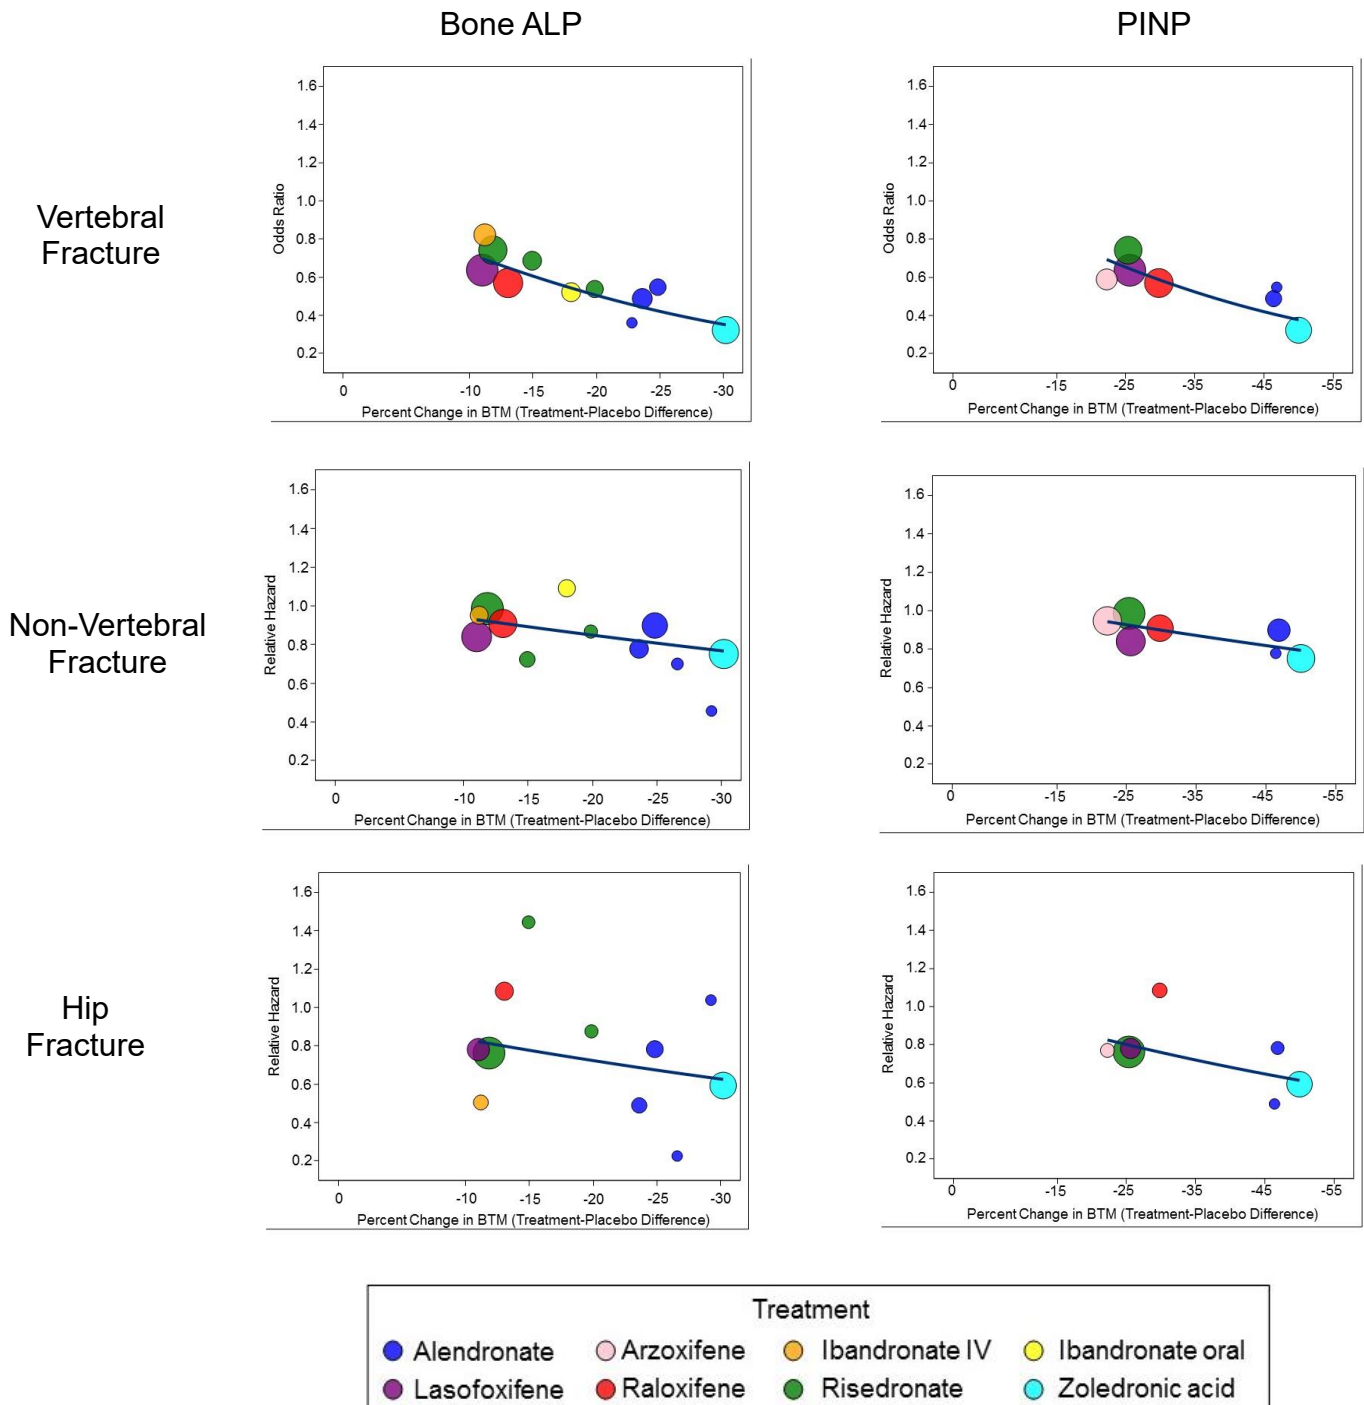 Bone ALP
PINP
Vertebral
Fracture
Odds Ratio
1.6
1.4
1.2
1.0
0.8
0.6
0.4
0.2
0 -10 -15 -20 -25 -30
Percent Change in BTM (Treatment-Placebo Difference)
Odds Ratio
1.6
1.4
1.2
1.0
0.8
0.6
0.4
0.2
0 -15 -25 -35 -45 -55
Percent Change in BTM (Treatment-Placebo Difference)
Non-Vertebral
Fracture
Relative Hazard
1.6
1.4
1.2
1.0
0.8
0.6
0.4
0.2
0 -10 -15 -20 -25 -30
Percent Change in BTM (Treatment-Placebo Difference)
Relative Hazard
1.6
1.4
1.2
1.0
0.8
0.6
0.4
0.2
0 -15 -25 -35 -45 -55
Percent Change in BTM (Treatment-Placebo Difference)
Hip
Fracture
Relative Hazard
1.6
1.4
1.2
1.0
0.8
0.6
0.4
0.2
0 -10 -15 -20 -25 -30
Percent Change in BTM (Treatment-Placebo Difference)
Relative Hazard
1.6
1.4
1.2
1.0
0.8
0.6
0.4
0.2
0 -15 -25 -35 -45 -55
Percent Change in BTM (Treatment-Placebo Difference)
Treatment
Alendronate Arzoxifene Ibandronate IV Ibandronate oral
Lasofoxifene Raloxifene Risedronate Zoledronic acid